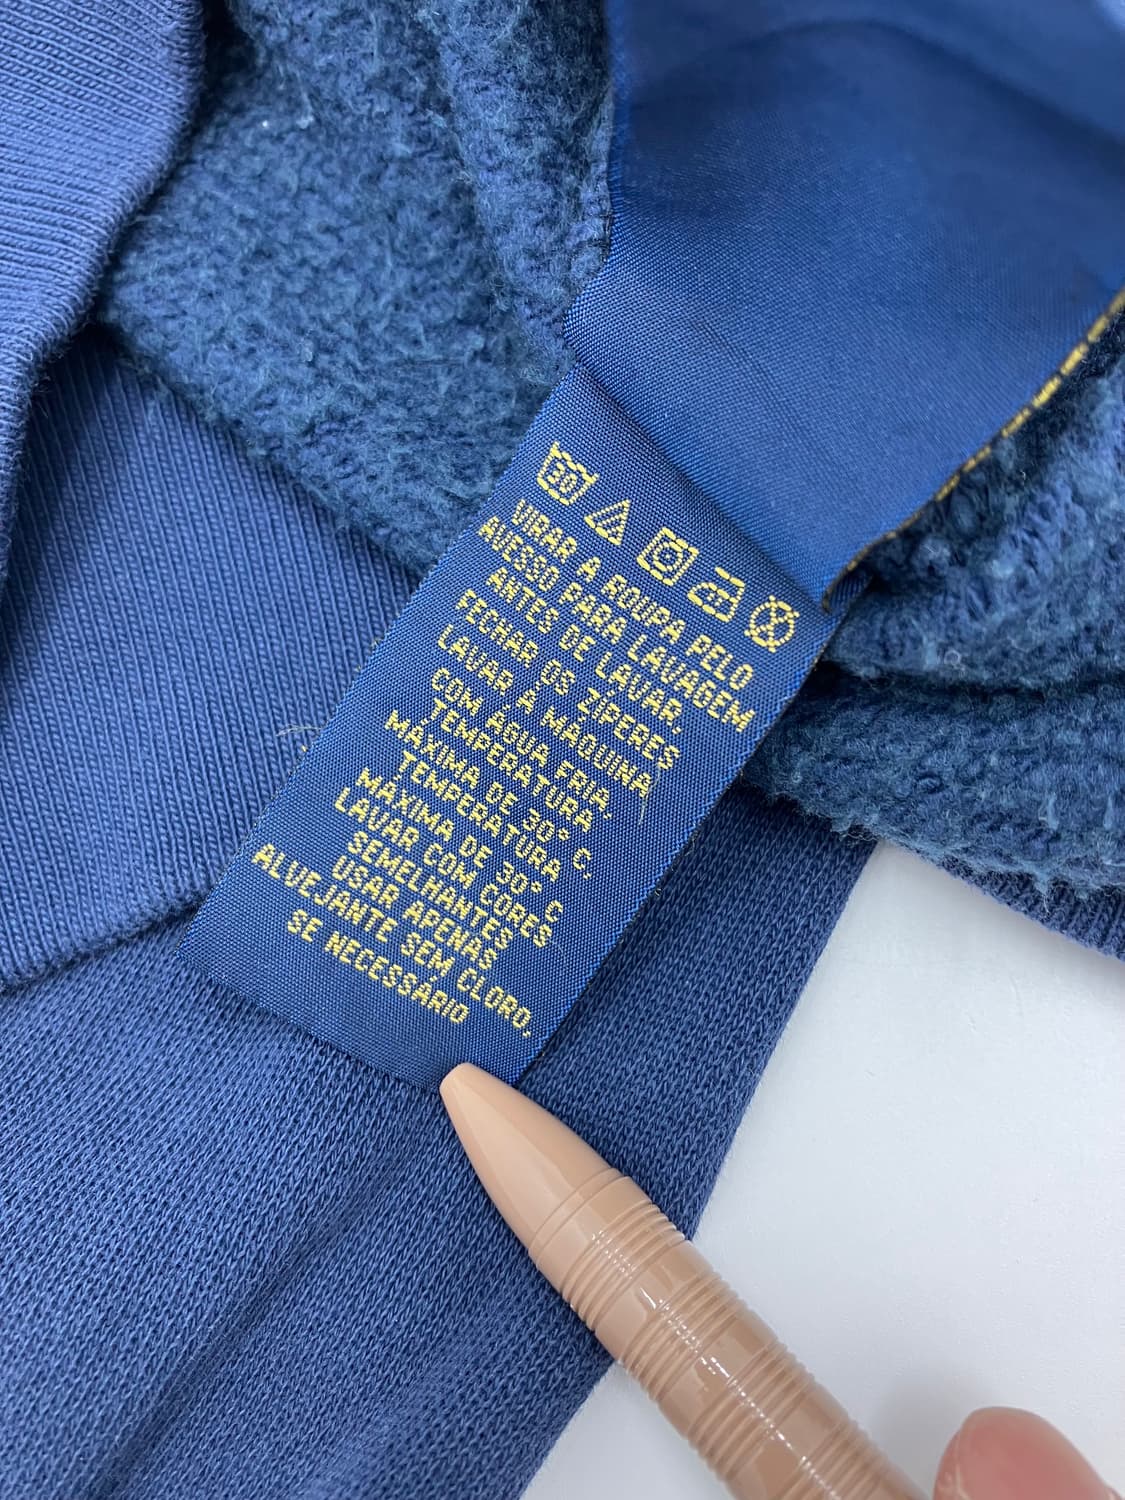 30
VIRAR A ROUPA PELO
AVESSO PARA LAVAGEM
ANTES DE LAVAR,
FECHAR OS ZÍPERES
LAVAR À MÁQUINA
COM ÁGUA FRIA.
TEMPERATURA
MÁXIMA DE 30° C.
TEMPERATURA
MÁXIMA DE 30° C
LAVAR COM CORES
SEMELHANTES
USAR APENAS
ALVEJANTE SEM CLORO,
SE NECESSÁRIO